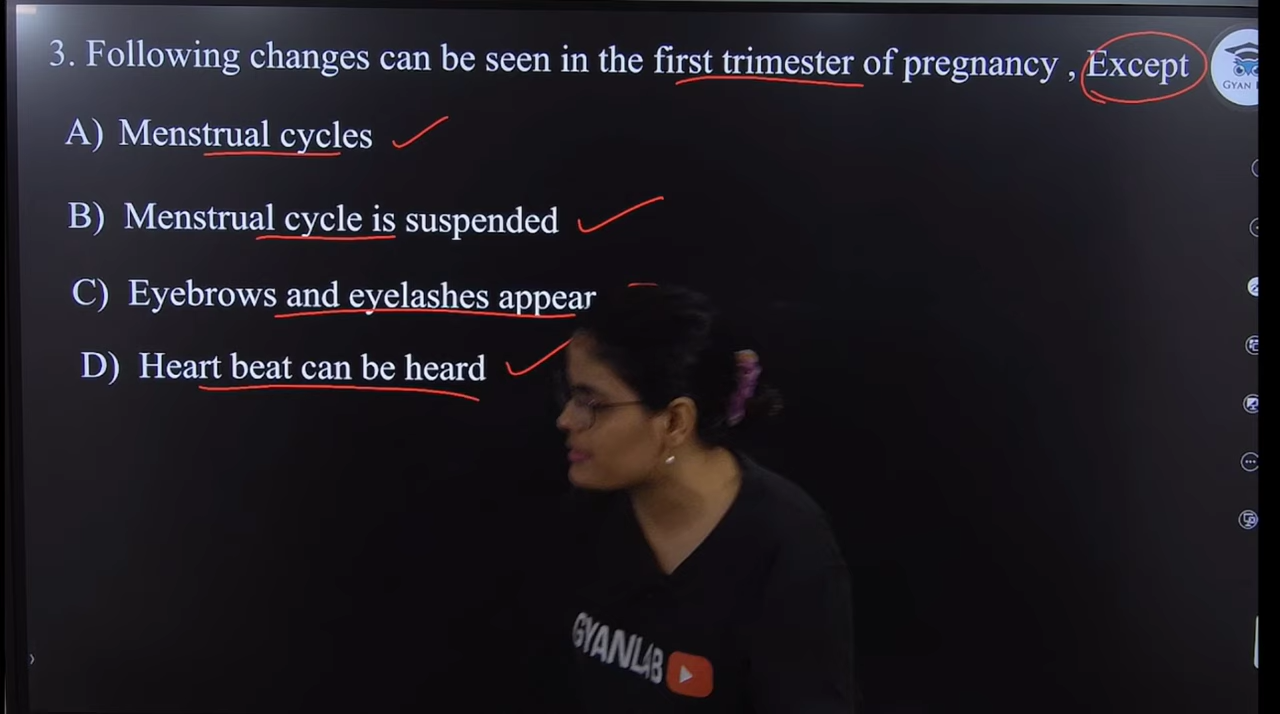 3. Following changes can be seen in the first trimester of pregnancy , Except
GYAN
A) Menstrual cycles
B) Menstrual cycle is suspended
C) Eyebrows and eyelashes appear
D) Heart beat can be heard
GYANLAB